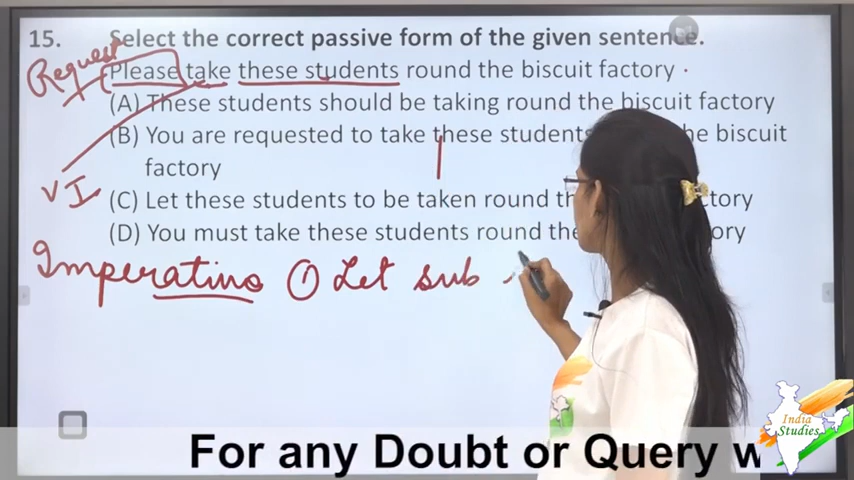 15. Select the correct passive form of the given sentence.
Request
Please take these students round the biscuit factory .
(A) These students should be taking round the biscuit factory
(B) You are requested to take these students he biscuit
factory
VI
(C) Let these students to be taken round th ctory
(D) You must take these students round the ory
Imperative ① Let sub
India
Studies
For any Doubt or Query w